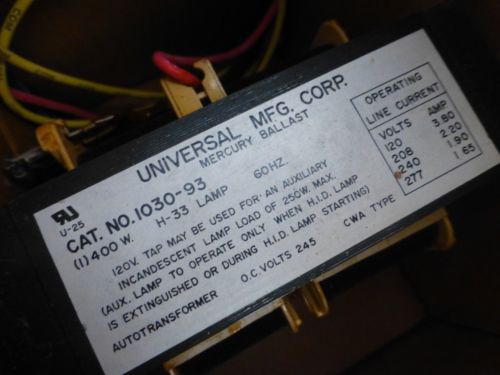 UNIVERSAL MFG. CORP.
MERCURY BALLAST
U-25
CAT. NO. 1030-93
(1) 400 W. H-33 LAMP 60 HZ.
120V. TAP MAY BE USED FOR AN AUXILIARY
INCANDESCENT LAMP LOAD OF 250W. MAX.
(AUX. LAMP TO OPERATE ONLY WHEN H.I.D. LAMP
IS EXTINGUISHED OR DURING H.I.D. LAMP STARTING)
AUTOTRANSFORMER O.C. VOLTS 245 CWA TYPE
OPERATING
LINE CURRENT
VOLTS AMP
120 3.80
208 2.20
240 1.90
277 1.65